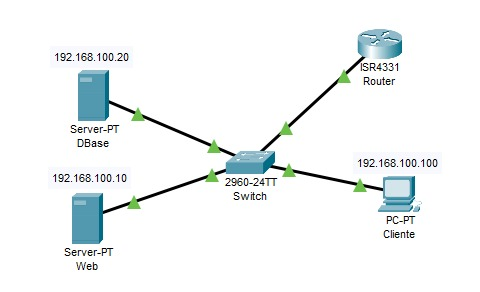 192.168.100.20
Server-PT
DBase
ISR4331
Router
192.168.100.10
Server-PT
Web
2960-24TT
Switch
192.168.100.100
PC-PT
Cliente